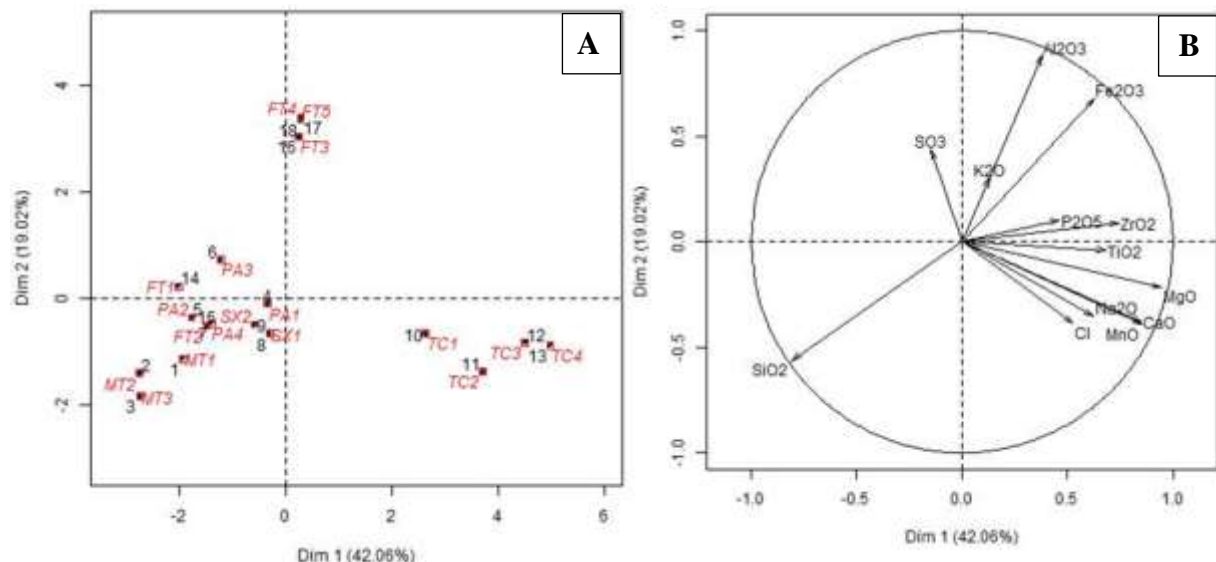 A
4
2
0
-2
Dim 2 (19.02%)
FT4 FT5
18 17
FT3
6
PA3
14
FT1
4
PA2 5
PA1
SX2 9
FT2 PA4
SX1
8
1 MT1
2
MT2
MT3
3
10 TC1
12
TC3 13 TC4
11
TC2
-2 0 2 4 6
Dim 1 (42.06%)
B
1.0
0.5
0.0
-0.5
-1.0
Dim 2 (19.02%)
Fe2O3
SO3
K2O
P2O5 ZrO2
TiO2
MgO
Na2O
CaO
Cl MnO
SiO2
-1.0 -0.5 0.0 0.5 1.0
Dim 1 (42.06%)